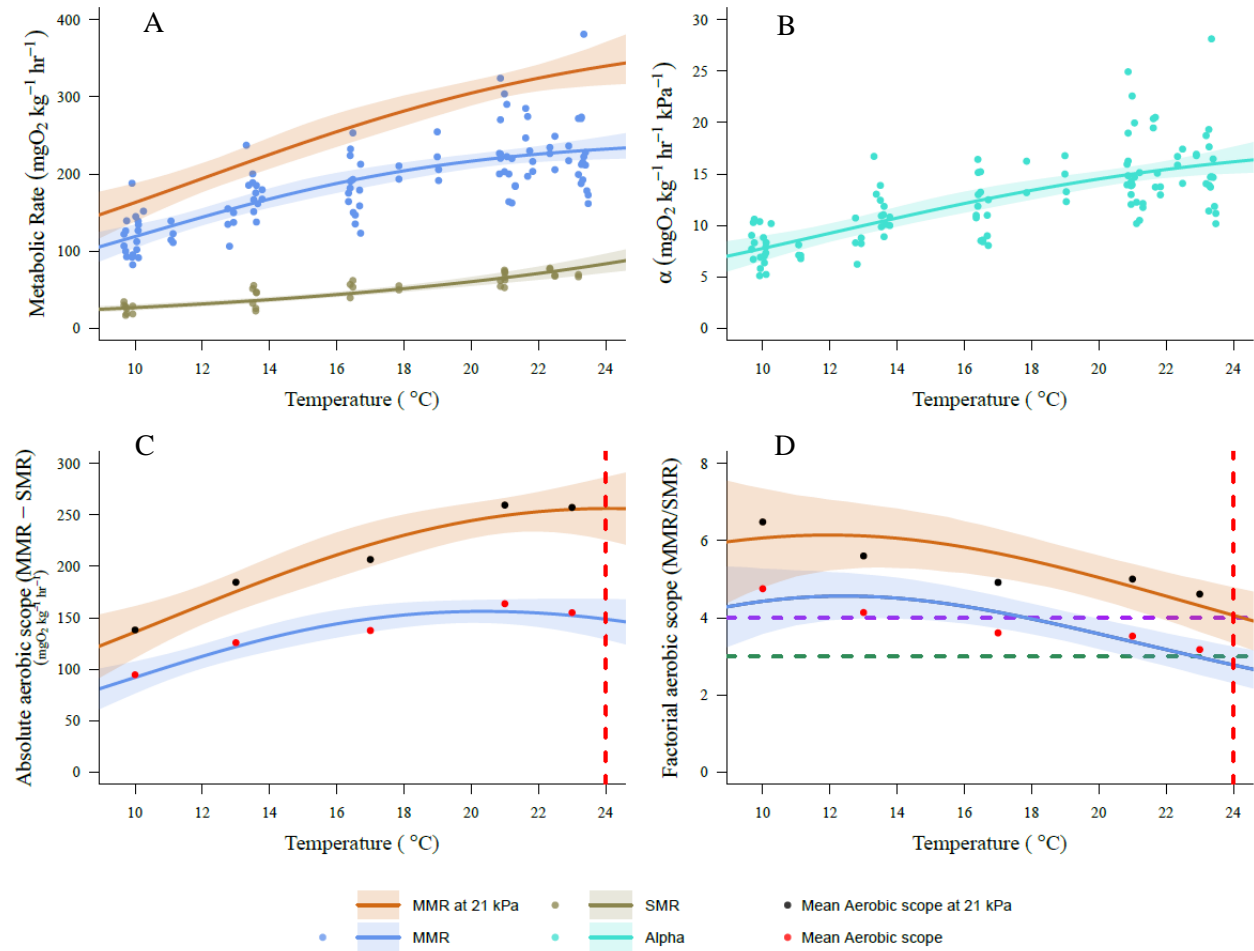 A
B
Metabolic Rate (mgO₂ kg⁻¹ hr⁻¹)
400
300
200
100
0
10 12 14 16 18 20 22 24
Temperature ( °C)
α (mgO₂ kg⁻¹ hr⁻¹ kPa⁻¹)
30
25
20
15
10
5
0
10 12 14 16 18 20 22 24
Temperature ( °C)
C
D
Absolute aerobic scope (MMR − SMR)
(mgO₂ kg⁻¹ hr⁻¹)
300
250
200
150
100
50
0
10 12 14 16 18 20 22 24
Temperature ( °C)
Factorial aerobic scope (MMR/SMR)
8
6
4
2
0
10 12 14 16 18 20 22 24
Temperature ( °C)
MMR at 21 kPa SMR Mean Aerobic scope at 21 kPa
MMR Alpha Mean Aerobic scope